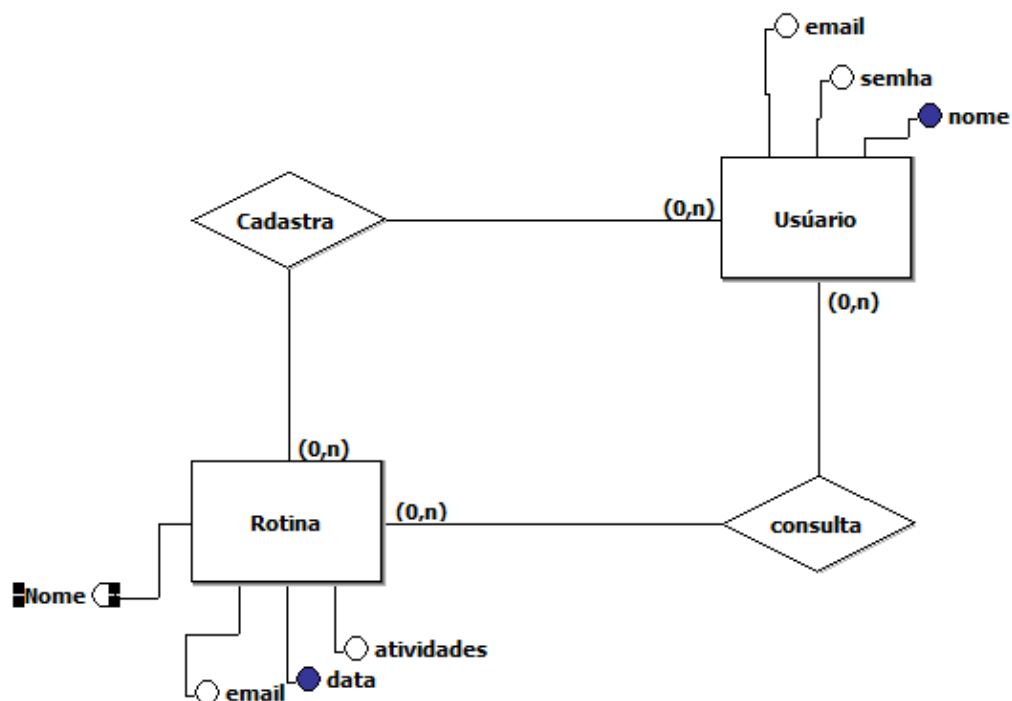 email
semha
nome
Cadastra
(0,n)
Usúario
(0,n)
(0,n)
Rotina
(0,n)
consulta
Nome
atividades
data
email